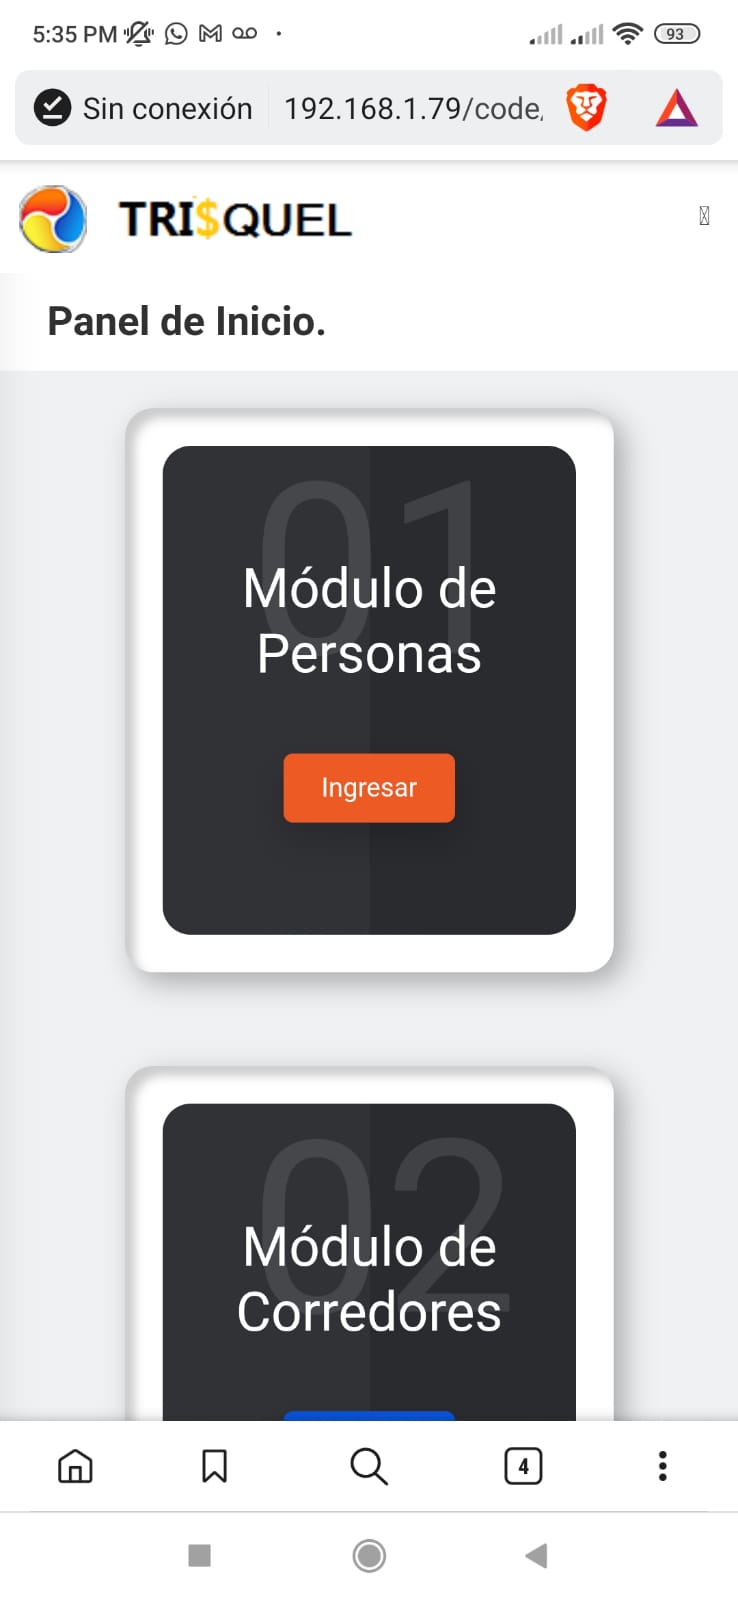 5:35 PM
93
Sin conexión 192.168.1.79/code
TRI$QUEL
Panel de Inicio.
01
Módulo de
Personas
Ingresar
02
Módulo de
Corredores
4